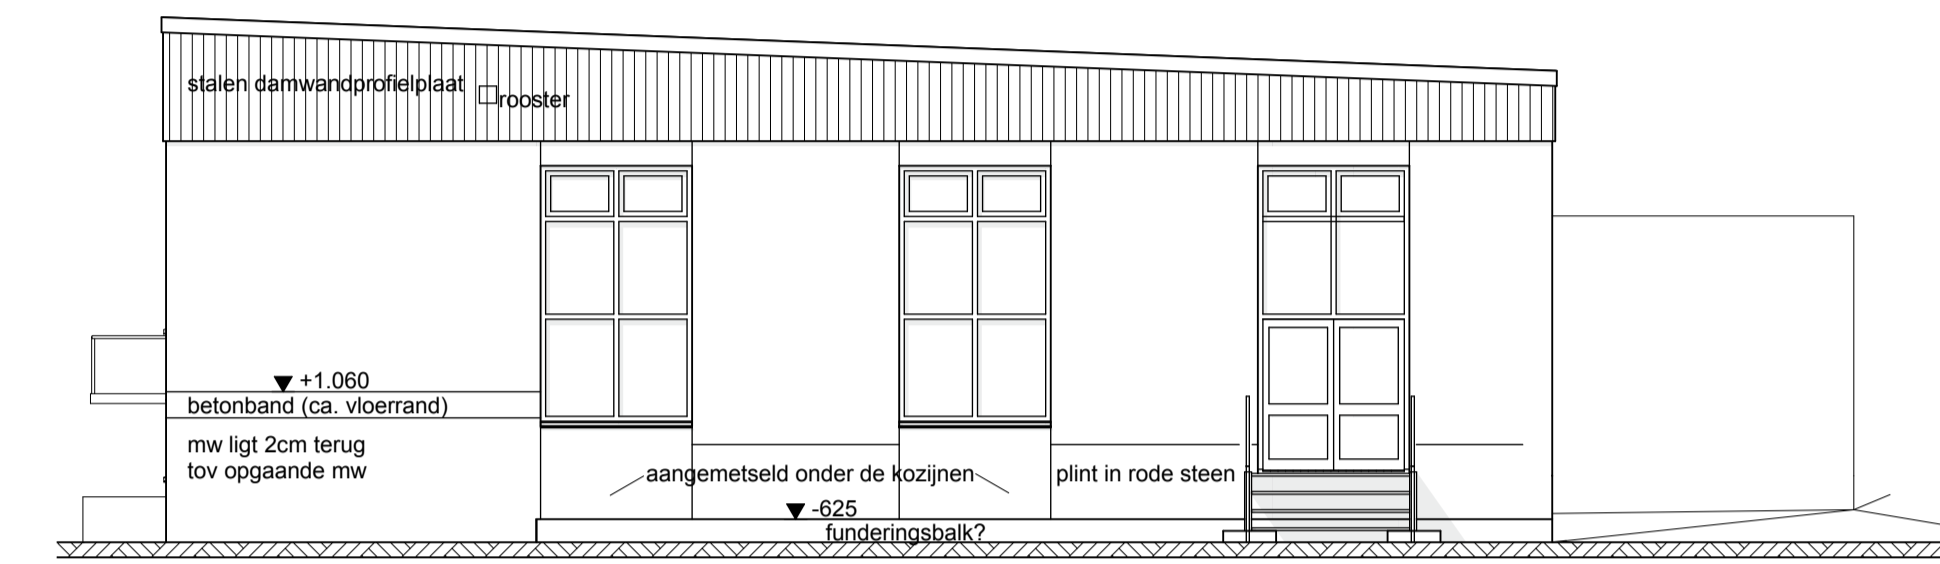 stalen damwandprofielplaat
rooster
+1.060
betonband (ca. vloerrand)
mw ligt 2cm terug
tov opgaande mw
aangemetseld onder de kozijnen
plint in rode steen
-625
funderingsbalk?